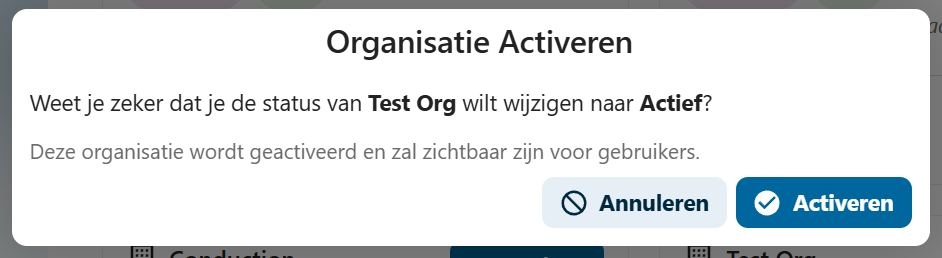 Organisatie Activeren
Weet je zeker dat je de status van Test Org wilt wijzigen naar Actief?
Deze organisatie wordt geactiveerd en zal zichtbaar zijn voor gebruikers.
Annuleren Activeren
Conduction Test Org